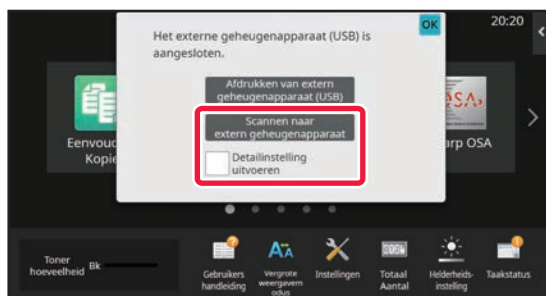 20:20
OK
Het externe geheugenapparaat (USB) is
aangesloten.
Afdrukken van extern
geheugenapparaat (USB)
Scannen naar
extern geheugenapparaat
Detailinstelling
uitvoeren
Eenvoud
Kopie
OSA
arp OSA
Toner
hoeveelheid
Bk
Gebruikers
handleiding
AA
Vergrote
weergavem
odus
Instellingen
Totaal
Aantal
Helderheids-
instelling
Taakstatus